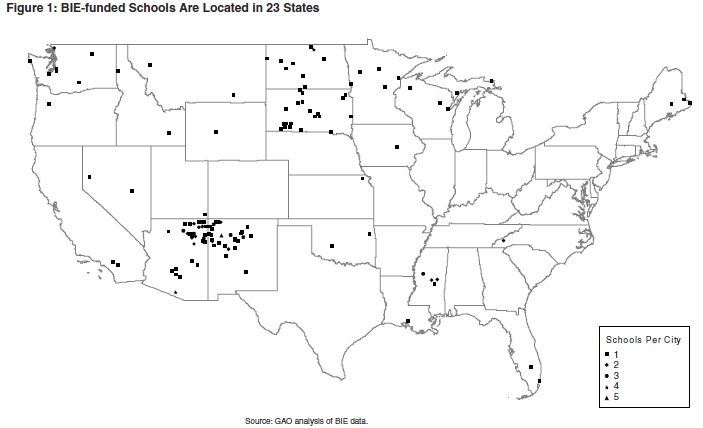 Figure 1: BIE-funded Schools Are Located in 23 States
Schools Per City
1
2
3
4
5
Source: GAO analysis of BIE data.